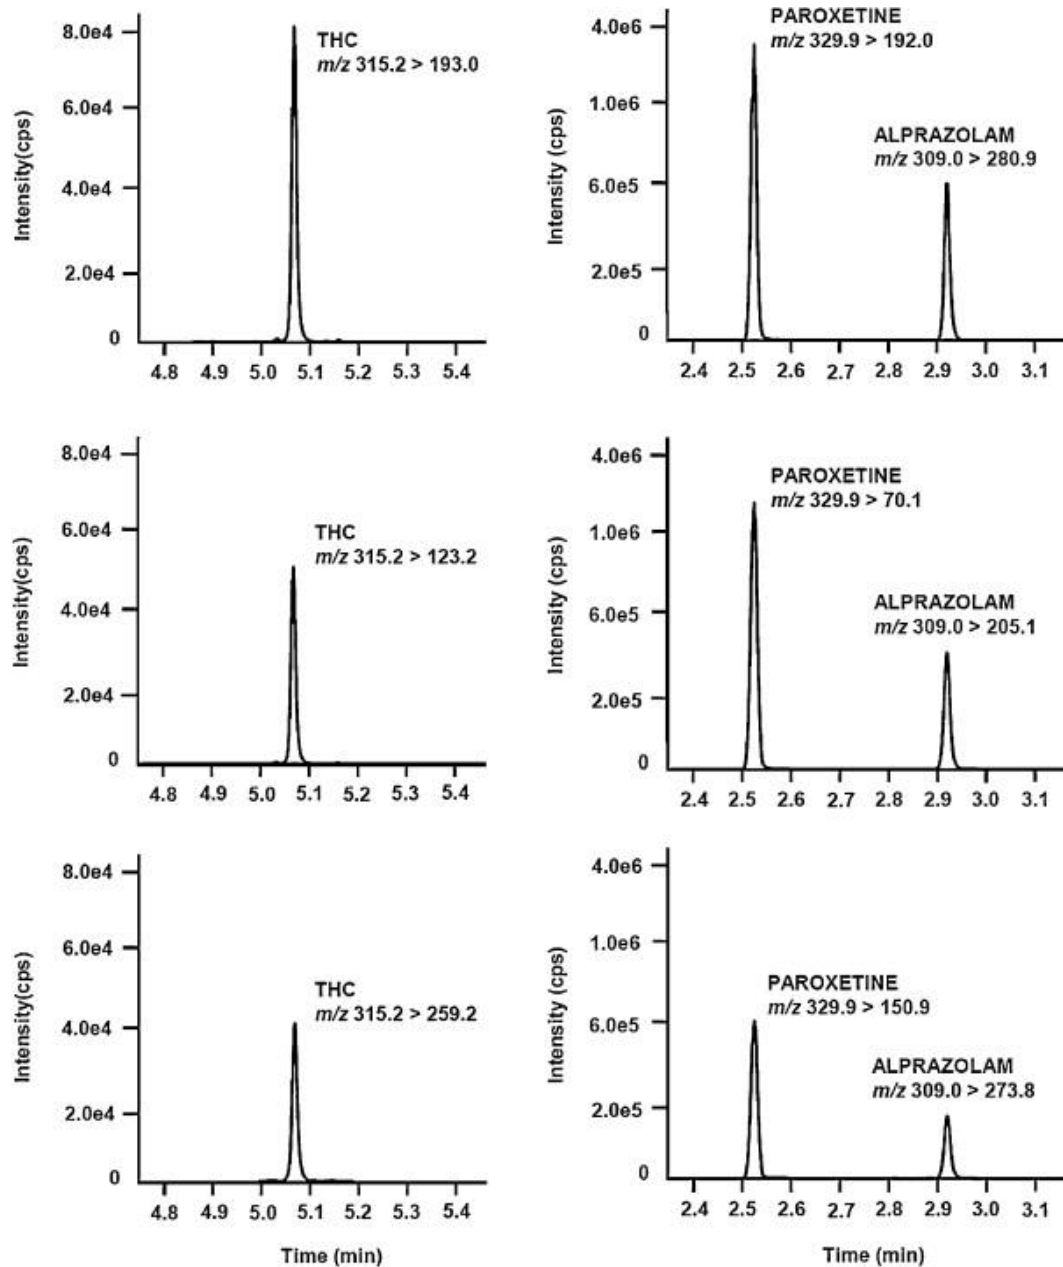 8.0e4
6.0e4
4.0e4
2.0e4
0
Intensity(cps)
THC
m/z 315.2 > 193.0
4.8 4.9 5.0 5.1 5.2 5.3 5.4
4.0e6
1.0e6
6.0e5
2.0e5
0
Intensity (cps)
PAROXETINE
m/z 329.9 > 192.0
ALPRAZOLAM
m/z 309.0 > 280.9
2.4 2.5 2.6 2.7 2.8 2.9 3.0 3.1
8.0e4
6.0e4
4.0e4
2.0e4
0
Intensity(cps)
THC
m/z 315.2 > 123.2
4.8 4.9 5.0 5.1 5.2 5.3 5.4
4.0e6
1.0e6
6.0e5
2.0e5
0
Intensity (cps)
PAROXETINE
m/z 329.9 > 70.1
ALPRAZOLAM
m/z 309.0 > 205.1
2.4 2.5 2.6 2.7 2.8 2.9 3.0 3.1
8.0e4
6.0e4
4.0e4
2.0e4
0
Intensity(cps)
THC
m/z 315.2 > 259.2
4.8 4.9 5.0 5.1 5.2 5.3 5.4
Time (min)
4.0e6
1.0e6
6.0e5
2.0e5
0
Intensity (cps)
PAROXETINE
m/z 329.9 > 150.9
ALPRAZOLAM
m/z 309.0 > 273.8
2.4 2.5 2.6 2.7 2.8 2.9 3.0 3.1
Time (min)